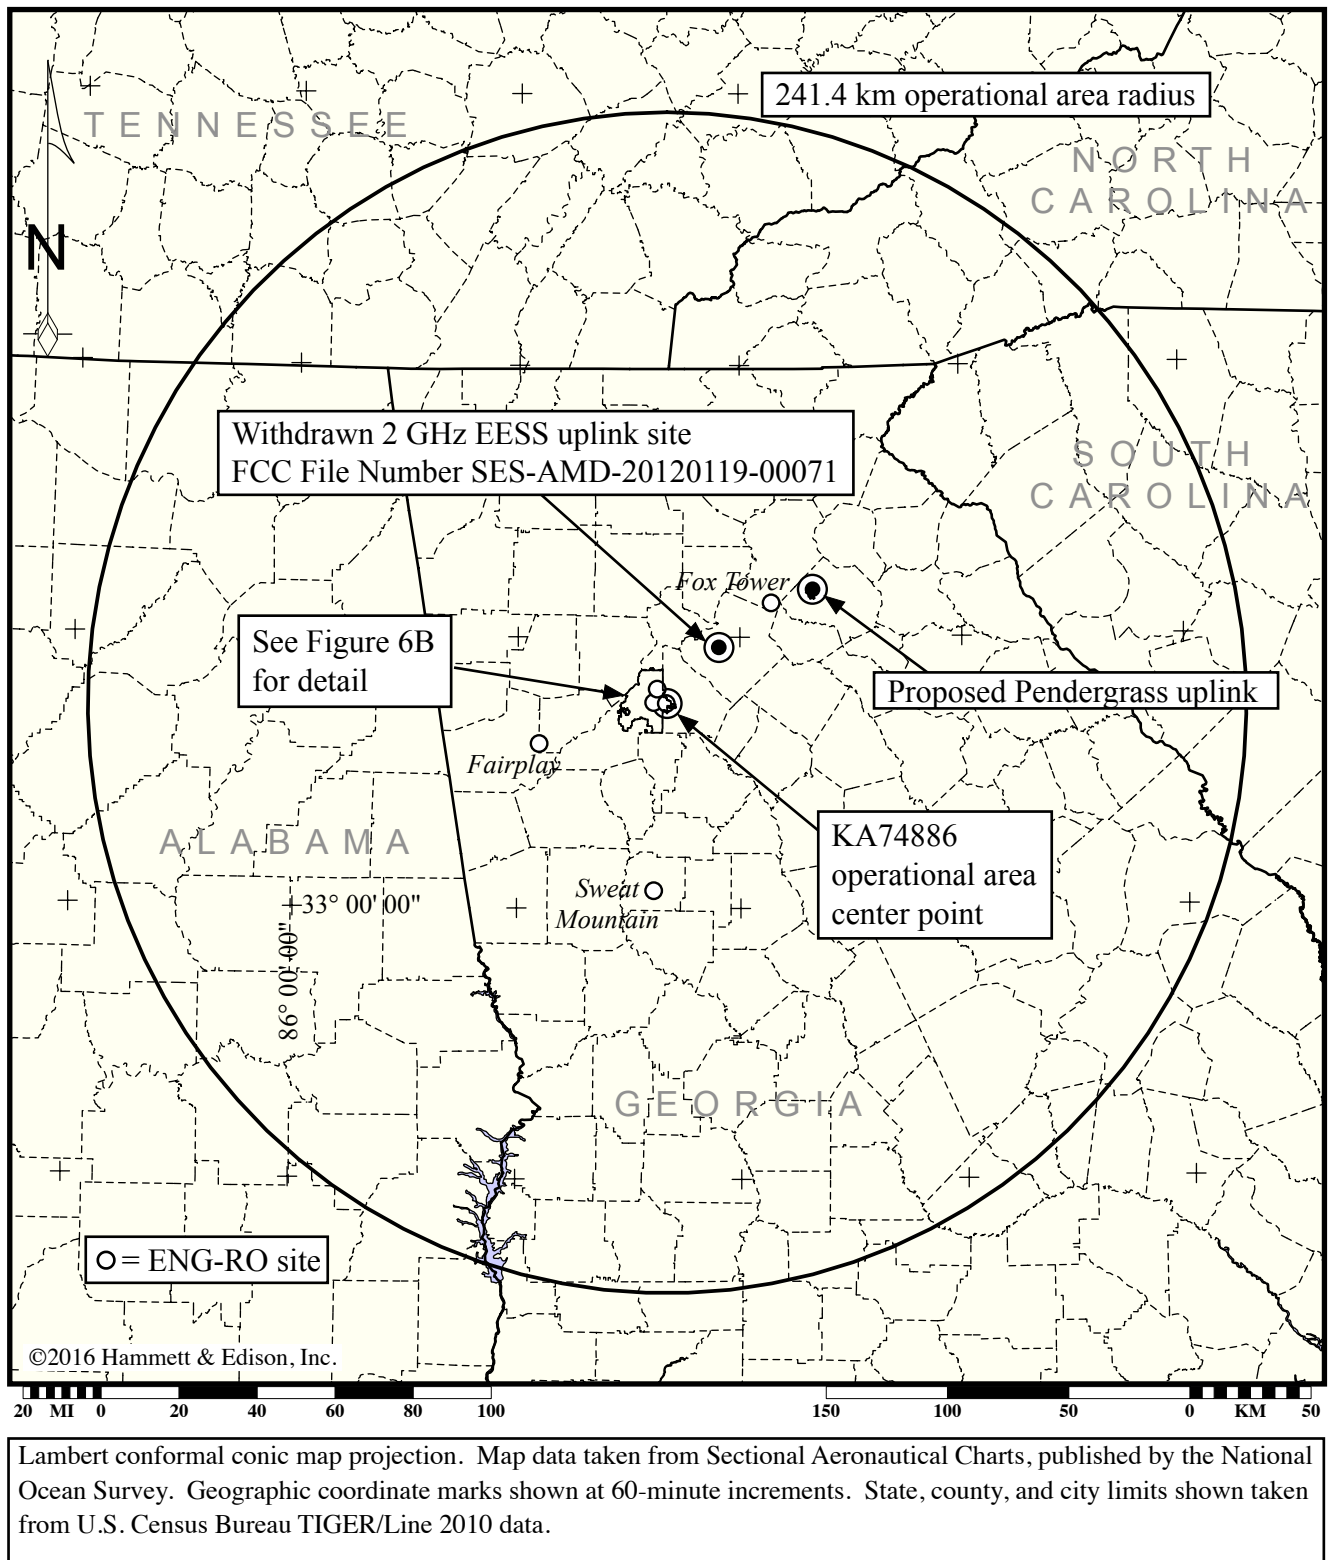 241.4 km operational area radius
TENNESSEE
NORTH
CAROLINA
N
Withdrawn 2 GHz EESS uplink site
FCC File Number SES-AMD-20120119-00071
SOUTH
CAROLINA
Fox Tower
See Figure 6B
for detail
Proposed Pendergrass uplink
Fairplay
ALABAMA
KA74886
operational area
center point
Sweat
Mountain
33° 00' 00"
86° 00' 00"
GEORGIA
= ENG-RO site
©2016 Hammett & Edison, Inc.
20 MI 0 20 40 60 80 100 150 100 50 0 KM 50
Lambert conformal conic map projection. Map data taken from Sectional Aeronautical Charts, published by the National
Ocean Survey. Geographic coordinate marks shown at 60-minute increments. State, county, and city limits shown taken
from U.S. Census Bureau TIGER/Line 2010 data.